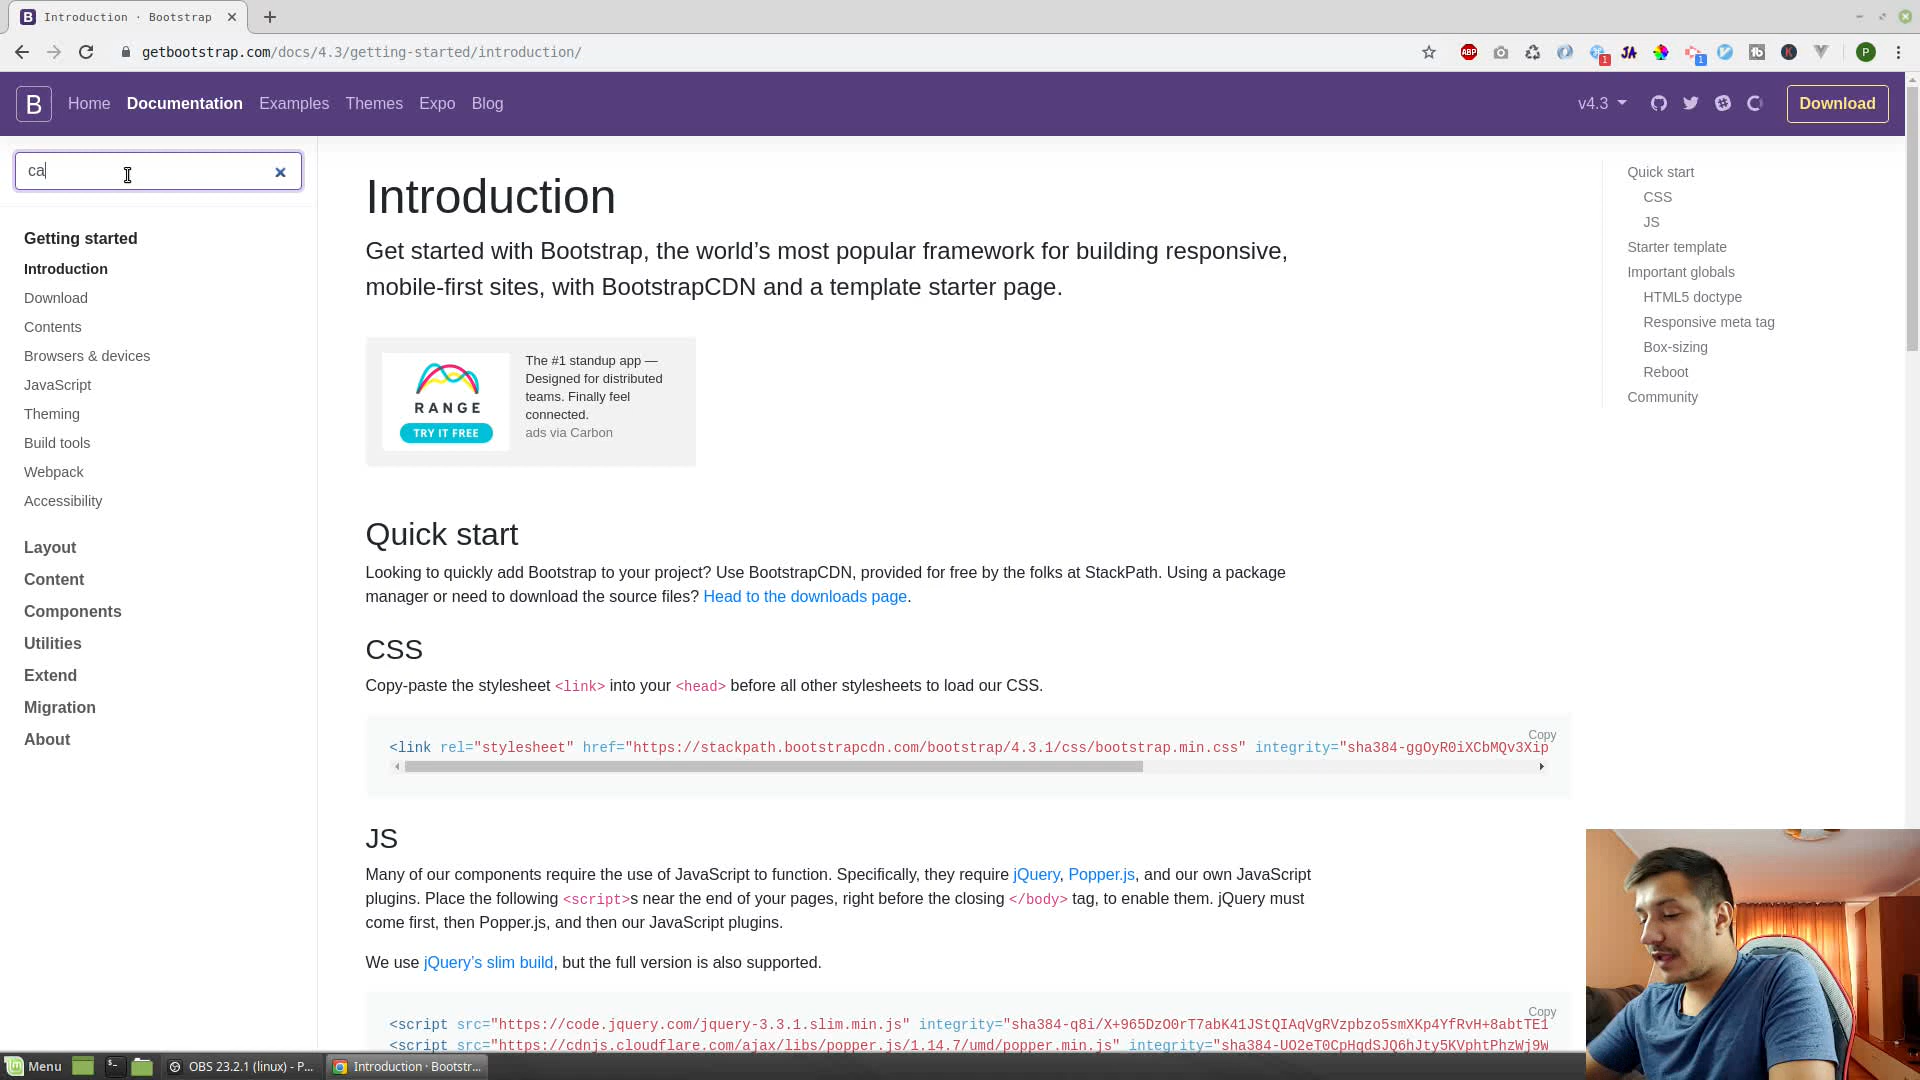 Introduction · Bootstrap
getbootstrap.com/docs/4.3/getting-started/introduction/
ABP
1
JA
1
fb
K
P
B
Home
Documentation
Examples
Themes
Expo
Blog
v4.3
Download
ca
Getting started
Introduction
Download
Contents
Browsers & devices
JavaScript
Theming
Build tools
Webpack
Accessibility
Layout
Content
Components
Utilities
Extend
Migration
About
Introduction
Get started with Bootstrap, the world’s most popular framework for building responsive,
mobile-first sites, with BootstrapCDN and a template starter page.
RANGE
TRY IT FREE
The #1 standup app —
Designed for distributed
teams. Finally feel
connected.
ads via Carbon
Quick start
Looking to quickly add Bootstrap to your project? Use BootstrapCDN, provided for free by the folks at StackPath. Using a package
manager or need to download the source files? Head to the downloads page.
CSS
Copy-paste the stylesheet <link> into your <head> before all other stylesheets to load our CSS.
Copy
<link rel="stylesheet" href="https://stackpath.bootstrapcdn.com/bootstrap/4.3.1/css/bootstrap.min.css" integrity="sha384-ggOyR0iXCbMQv3Xip
JS
Many of our components require the use of JavaScript to function. Specifically, they require jQuery, Popper.js, and our own JavaScript
plugins. Place the following <script>s near the end of your pages, right before the closing </body> tag, to enable them. jQuery must
come first, then Popper.js, and then our JavaScript plugins.
We use jQuery’s slim build, but the full version is also supported.
Copy
<script src="https://code.jquery.com/jquery-3.3.1.slim.min.js" integrity="sha384-q8i/X+965DzO0rT7abK41JStQIAqVgRVzpbzo5smXKp4YfRvH+8abtTE1
<script src="https://cdnjs.cloudflare.com/ajax/libs/popper.js/1.14.7/umd/popper.min.js" integrity="sha384-UO2eT0CpHqdSJQ6hJty5KVphtPhzWj9W
Quick start
CSS
JS
Starter template
Important globals
HTML5 doctype
Responsive meta tag
Box-sizing
Reboot
Community
Menu
OBS 23.2.1 (linux) - P...
Introduction · Bootstr...